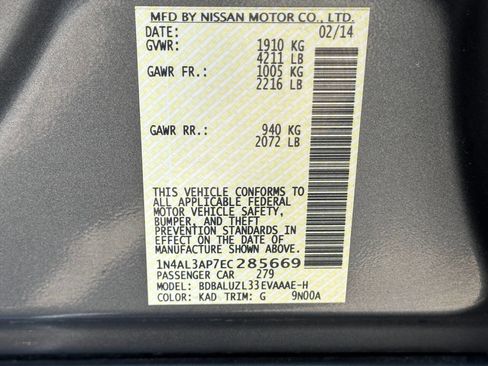 MFD BY NISSAN MOTOR CO., LTD.
DATE: 02/14
GVWR: 1910 KG
4211 LB
GAWR FR.: 1005 KG
2216 LB
GAWR RR.: 940 KG
2072 LB
THIS VEHICLE CONFORMS TO
ALL APPLICABLE FEDERAL
MOTOR VEHICLE SAFETY,
BUMPER, AND THEFT
PREVENTION STANDARDS
IN EFFECT ON THE DATE OF
MANUFACTURE SHOWN ABOVE.
1N4AL3AP7EC285669
PASSENGER CAR 279
MODEL: BDBALUZL33EVAAAE-H
COLOR: KAD TRIM: G 9N00A